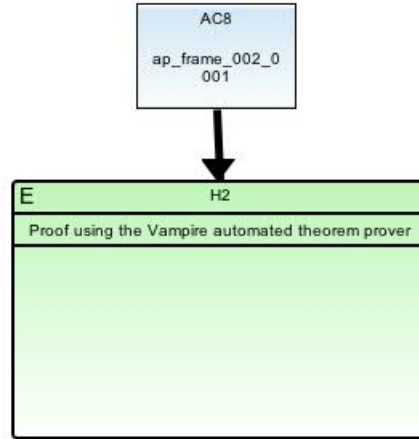 AC8
ap_frame_002_0
001
E
H2
Proof using the Vampire automated theorem prover